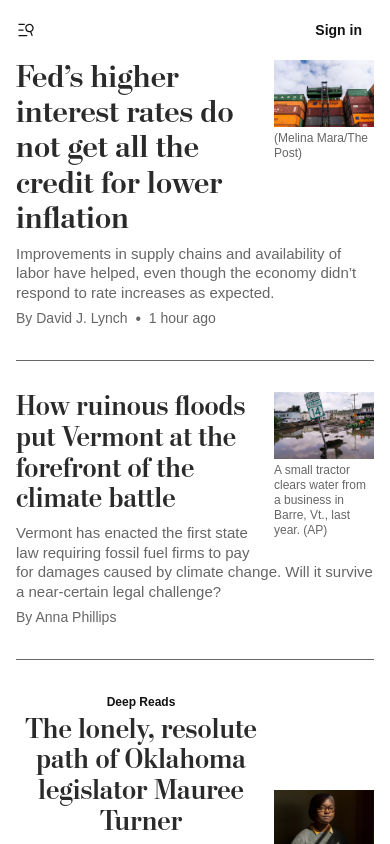 Sign in
Fed’s higher
interest rates do
not get all the
credit for lower
inflation
(Melina Mara/The
Post)
Improvements in supply chains and availability of
labor have helped, even though the economy didn’t
respond to rate increases as expected.
By David J. Lynch • 1 hour ago
How ruinous floods
put Vermont at the
forefront of the
climate battle
A small tractor
clears water from
a business in
Barre, Vt., last
year. (AP)
Vermont has enacted the first state
law requiring fossil fuel firms to pay
for damages caused by climate change. Will it survive
a near-certain legal challenge?
By Anna Phillips
Deep Reads
The lonely, resolute
path of Oklahoma
legislator Mauree
Turner